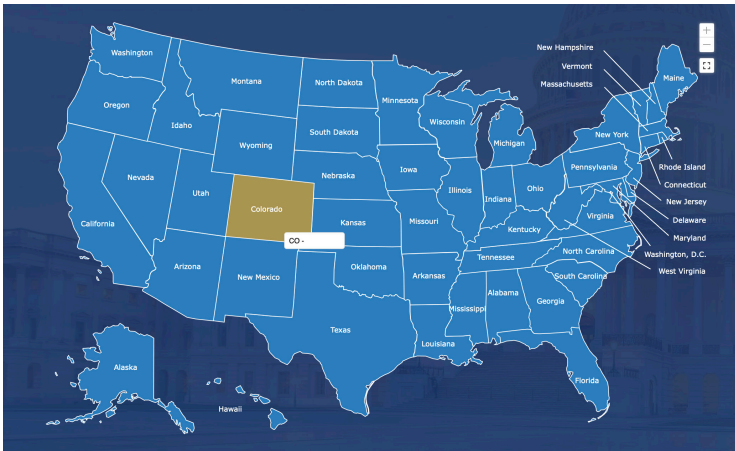 New Hampshire
Washington
Vermont
Maine
Montana
North Dakota
Massachusetts
Minnesota
Oregon
Wisconsin
Idaho
South Dakota
New York
Michigan
Wyoming
Pennsylvania
Rhode Island
Iowa
Nevada
Nebraska
Connecticut
Utah
Illinois
Ohio
Indiana
New Jersey
Colorado
Virginia
Delaware
California
Kansas
Missouri
Kentucky
Maryland
CO -
North Carolina
Washington, D.C.
Tennessee
Arizona
Oklahoma
West Virginia
New Mexico
Arkansas
South Carolina
Alabama
Georgia
Mississippi
Texas
Louisiana
Alaska
Florida
Hawaii